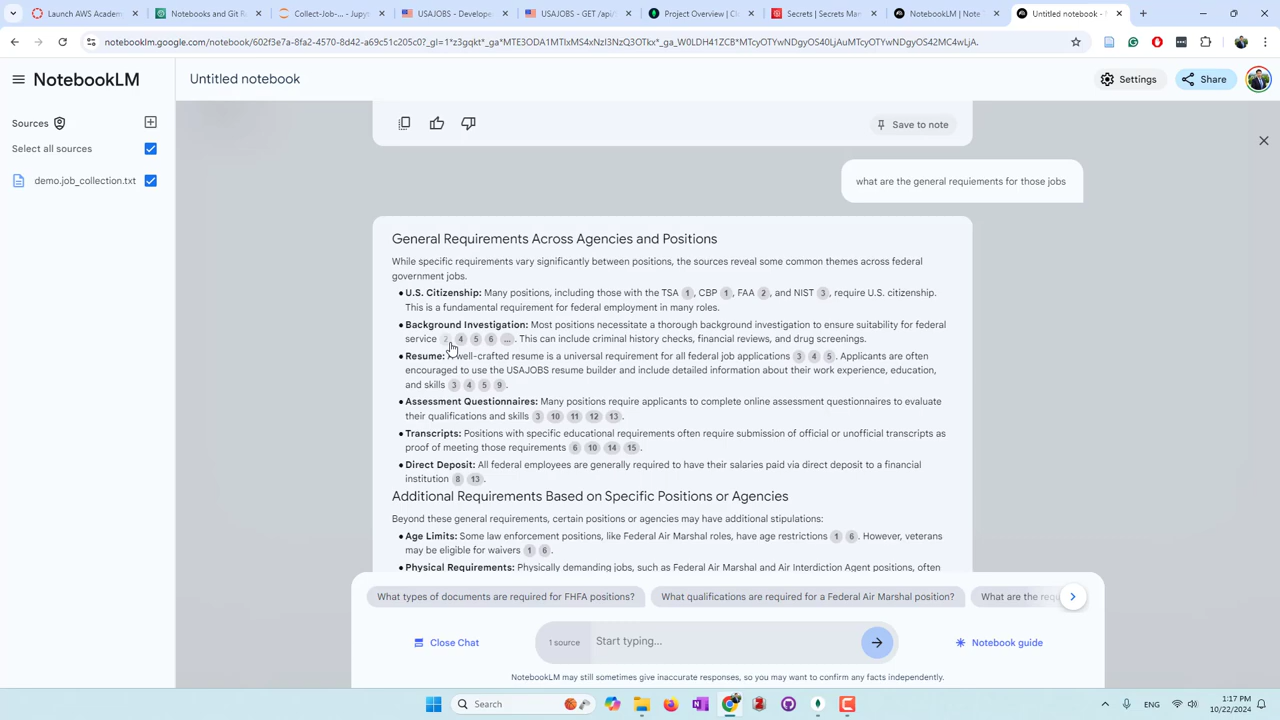 Launch AWS Academ
Notebooks and Git R
Collection-... - Jupyt
USAJOBS - Develope
USAJOBS - GET /api/
Project Overview | Cl
Secrets | Secrets Man
NotebookLM | Note T
Untitled notebook -
notebooklm.google.com/notebook/602f3e7a-8fa2-4570-8d42-a69c51c205c0?_gl=1*z3gqkt*_ga*MTE3ODA1MTIxMS4xNzI3NzQ3OTkx*_ga_W0LDH41ZCB*MTcyOTYwNDgyOS40LjAuMTcyOTYwNDgyOS42MC4wLjA.
NotebookLM
Untitled notebook
Settings
Share
Sources
Select all sources
demo.job_collection.txt
Save to note
what are the general requiements for those jobs
General Requirements Across Agencies and Positions
While specific requirements vary significantly between positions, the sources reveal some common themes across federal
government jobs.
• U.S. Citizenship: Many positions, including those with the TSA 1, CBP 1, FAA 2, and NIST 3, require U.S. citizenship.
This is a fundamental requirement for federal employment in many roles.
• Background Investigation: Most positions necessitate a thorough background investigation to ensure suitability for federal
service 2 4 5 6 ... . This can include criminal history checks, financial reviews, and drug screenings.
• Resume: well-crafted resume is a universal requirement for all federal job applications 3 4 5. Applicants are often
encouraged to use the USAJOBS resume builder and include detailed information about their work experience, education,
and skills 3 4 5 9.
• Assessment Questionnaires: Many positions require applicants to complete online assessment questionnaires to evaluate
their qualifications and skills 3 10 11 12 13.
• Transcripts: Positions with specific educational requirements often require submission of official or unofficial transcripts as
proof of meeting those requirements 6 10 14 15.
• Direct Deposit: All federal employees are generally required to have their salaries paid via direct deposit to a financial
institution 8 13.
Additional Requirements Based on Specific Positions or Agencies
Beyond these general requirements, certain positions or agencies may have additional stipulations:
• Age Limits: Some law enforcement positions, like Federal Air Marshal roles, have age restrictions 1 6. However, veterans
may be eligible for waivers 1 6.
• Physical Requirements: Physically demanding jobs, such as Federal Air Marshal and Air Interdiction Agent positions, often
What types of documents are required for FHFA positions?
What qualifications are required for a Federal Air Marshal position?
What are the requ
Close Chat
1 source
Start typing...
Notebook guide
NotebookLM may still sometimes give inaccurate responses, so you may want to confirm any facts independently.
Search
ENG
1:17 PM
10/22/2024